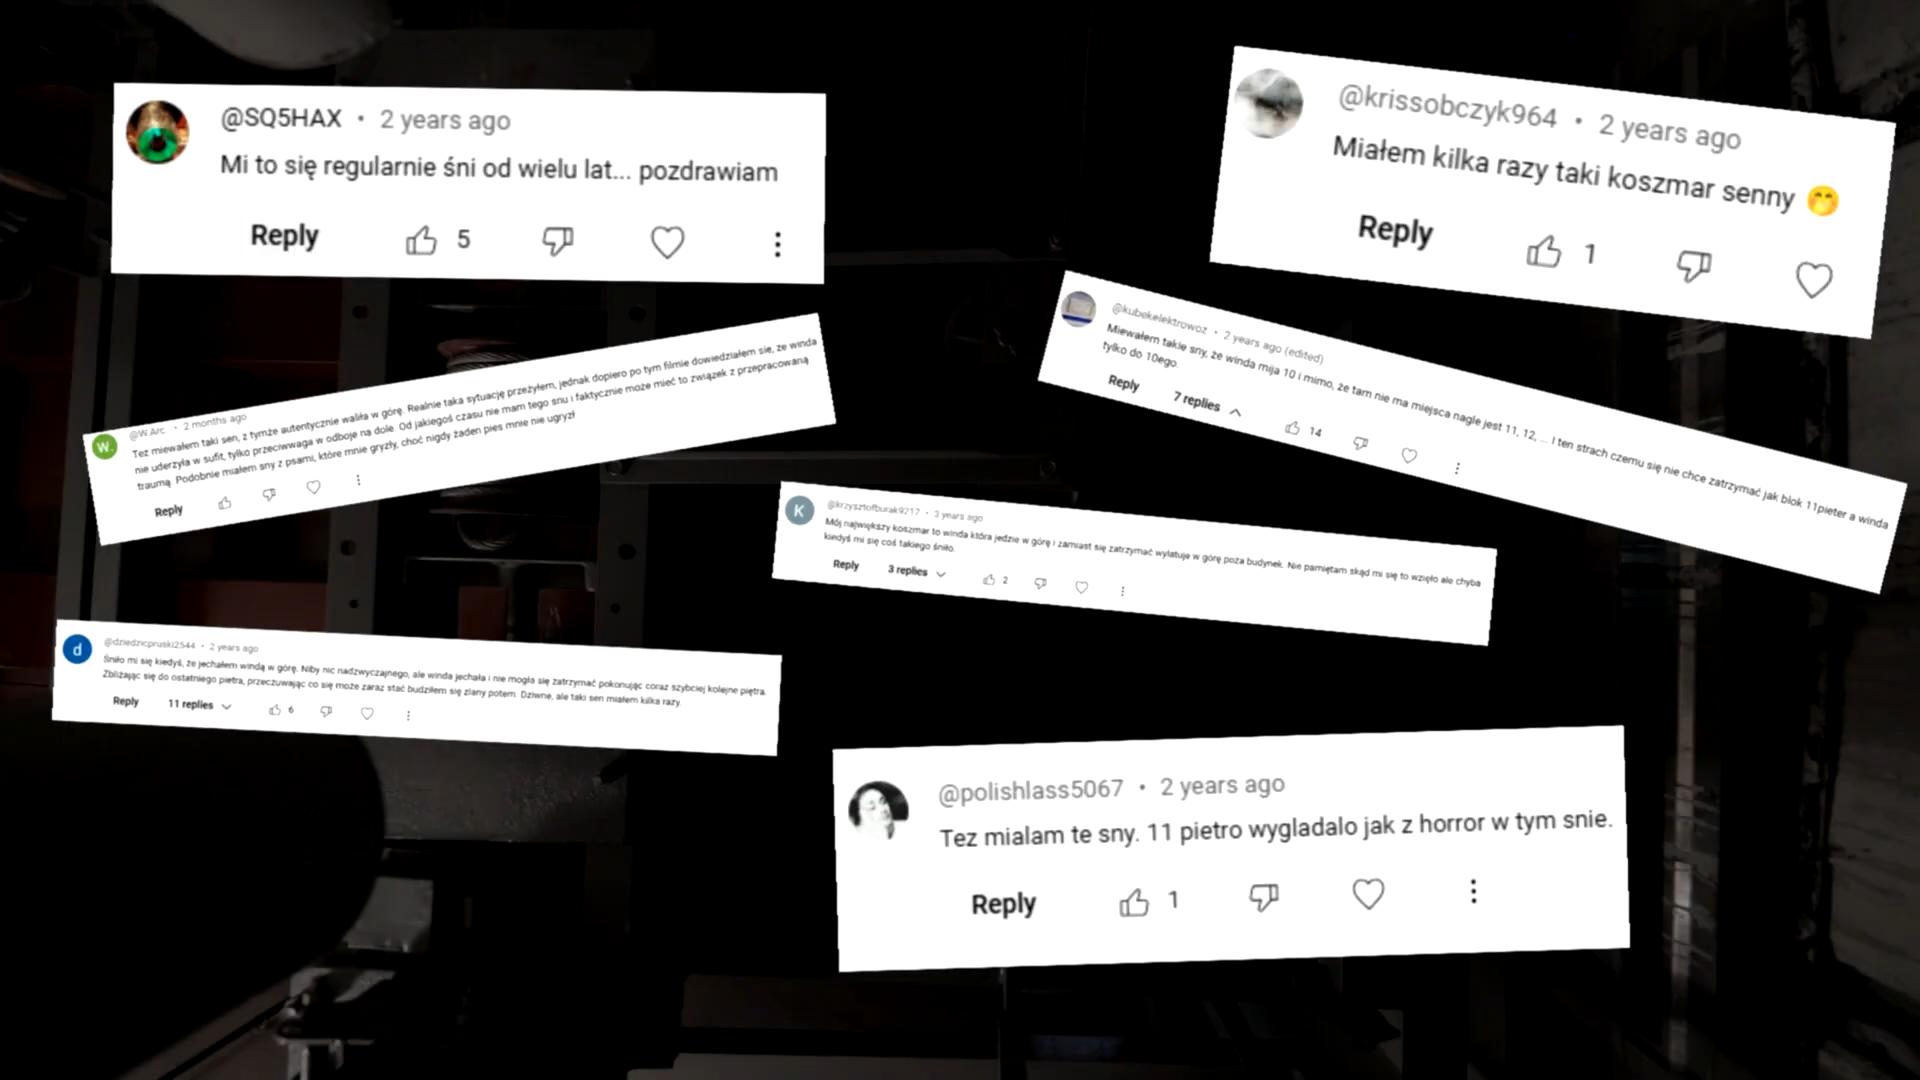 @SQ5HAX • 2 years ago
Mi to się regularnie śni od wielu lat... pozdrawiam
Reply 5
@krissobczyk964 • 2 years ago
Miałem kilka razy taki koszmar senny 🤭
Reply 1
@kubekelektrowoz • 2 years ago (edited)
Miewałem takie sny, że winda mija 10 i mimo, że tam nie ma miejsca nagle jest 11, 12, ... I ten strach czemu się nie chce zatrzymać jak blok 11pieter a winda
tylko do 10ego.
Reply 7 replies 14
@W.Arc • 2 months ago
Tez miewałem taki sen, z tymże autentycznie waliła w górę. Realnie taka sytuację przeżyłem, jednak dopiero po tym filmie dowiedziałem sie, że winda
nie uderzyła w sufit, tylko przeciwwaga w odboje na dole. Od jakiegoś czasu nie mam tego snu i faktycznie może mieć to związek z przepracowaną
traumą. Podobnie miałem sny z psami, które mnie gryzły, choć nigdy żaden pies mnie nie ugryzł
Reply
@krzysztofburak9217 • 3 years ago
Mój największy koszmar to winda która jedzie w górę i zamiast się zatrzymać wylatuje w górę poza budynek. Nie pamiętam skąd mi się to wzięło ale chyba
kiedyś mi się coś takiego śniło.
Reply 3 replies 2
@dziedzicpruski2544 • 2 years ago
Śniło mi się kiedyś, że jechałem windą w górę. Niby nic nadzwyczajnego, ale winda jechała i nie mogła się zatrzymać pokonując coraz szybciej kolejne piętra.
Zbliżając się do ostatniego pietra, przeczuwając co się może zaraz stać budziłem się zlany potem. Dziwne, ale taki sen miałem kilka razy.
Reply 11 replies 6
@polishlass5067 • 2 years ago
Tez mialam te sny. 11 pietro wygladalo jak z horror w tym snie.
Reply 1